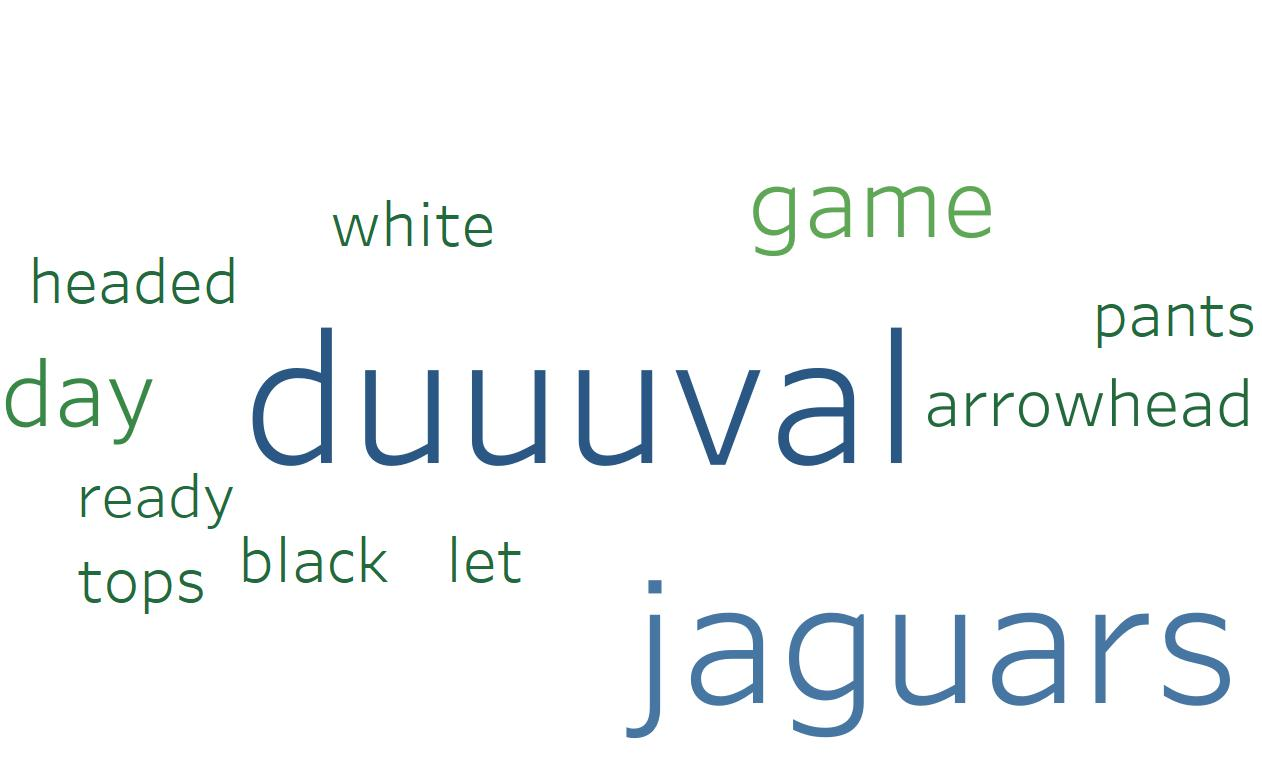 game
white
headed
pants
day
duuuval
arrowhead
ready
black
let
tops
jaguars